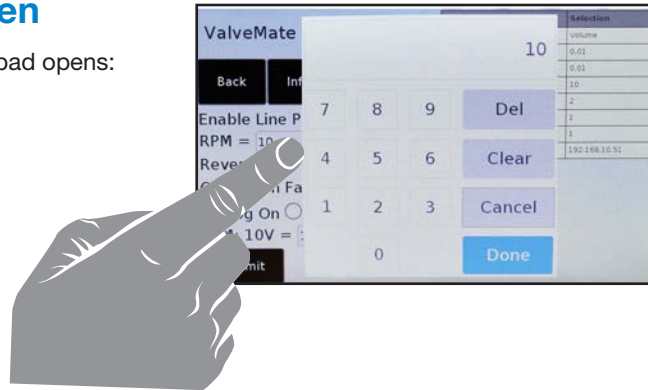 en
pad opens:
ValveMate
10
Back Inf
Enable Line P
RPM = 10
Rever
n Fa
g On
10V =
mit
7 8 9 Del
4 5 6 Clear
1 2 3 Cancel
0 Done
Selection
Volume
0.01
0.01
10
2
1
1
192.168.10.51